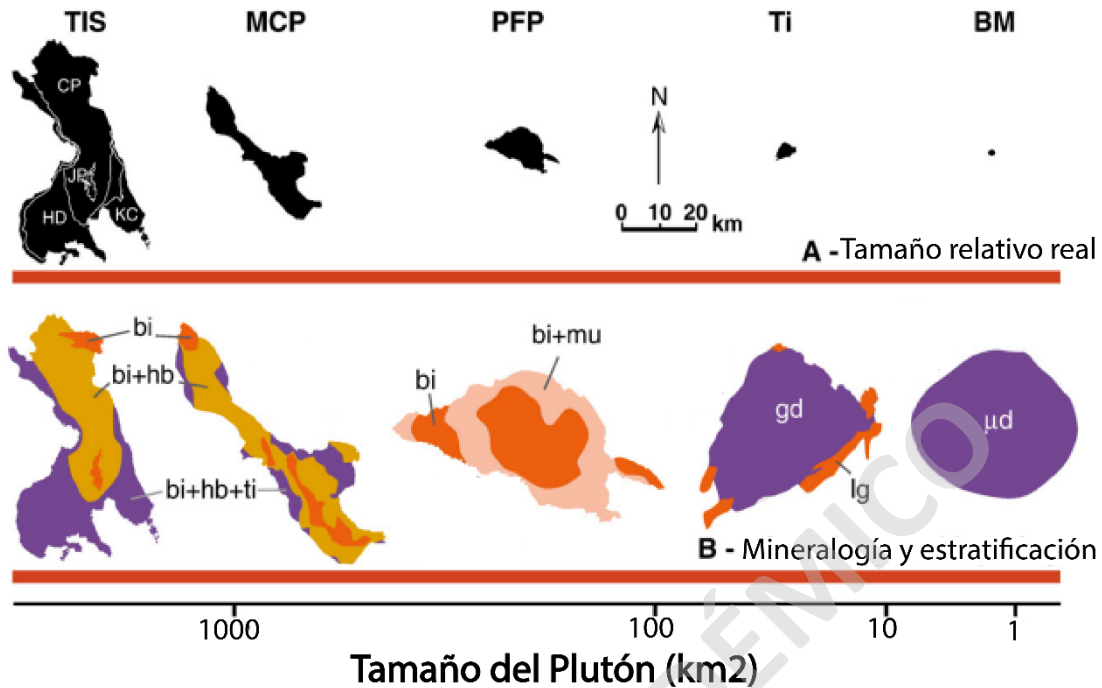 TIS MCP PFP Ti BM
CP
N
JP
HD KC
0 10 20 km
A - Tamaño relativo real
bi
bi+mu
bi+hb
bi
gd
µd
bi+hb+ti
lg
B - Mineralogía y estratificación
1000 100 10 1
Tamaño del Plutón (km2)
ÉMICO